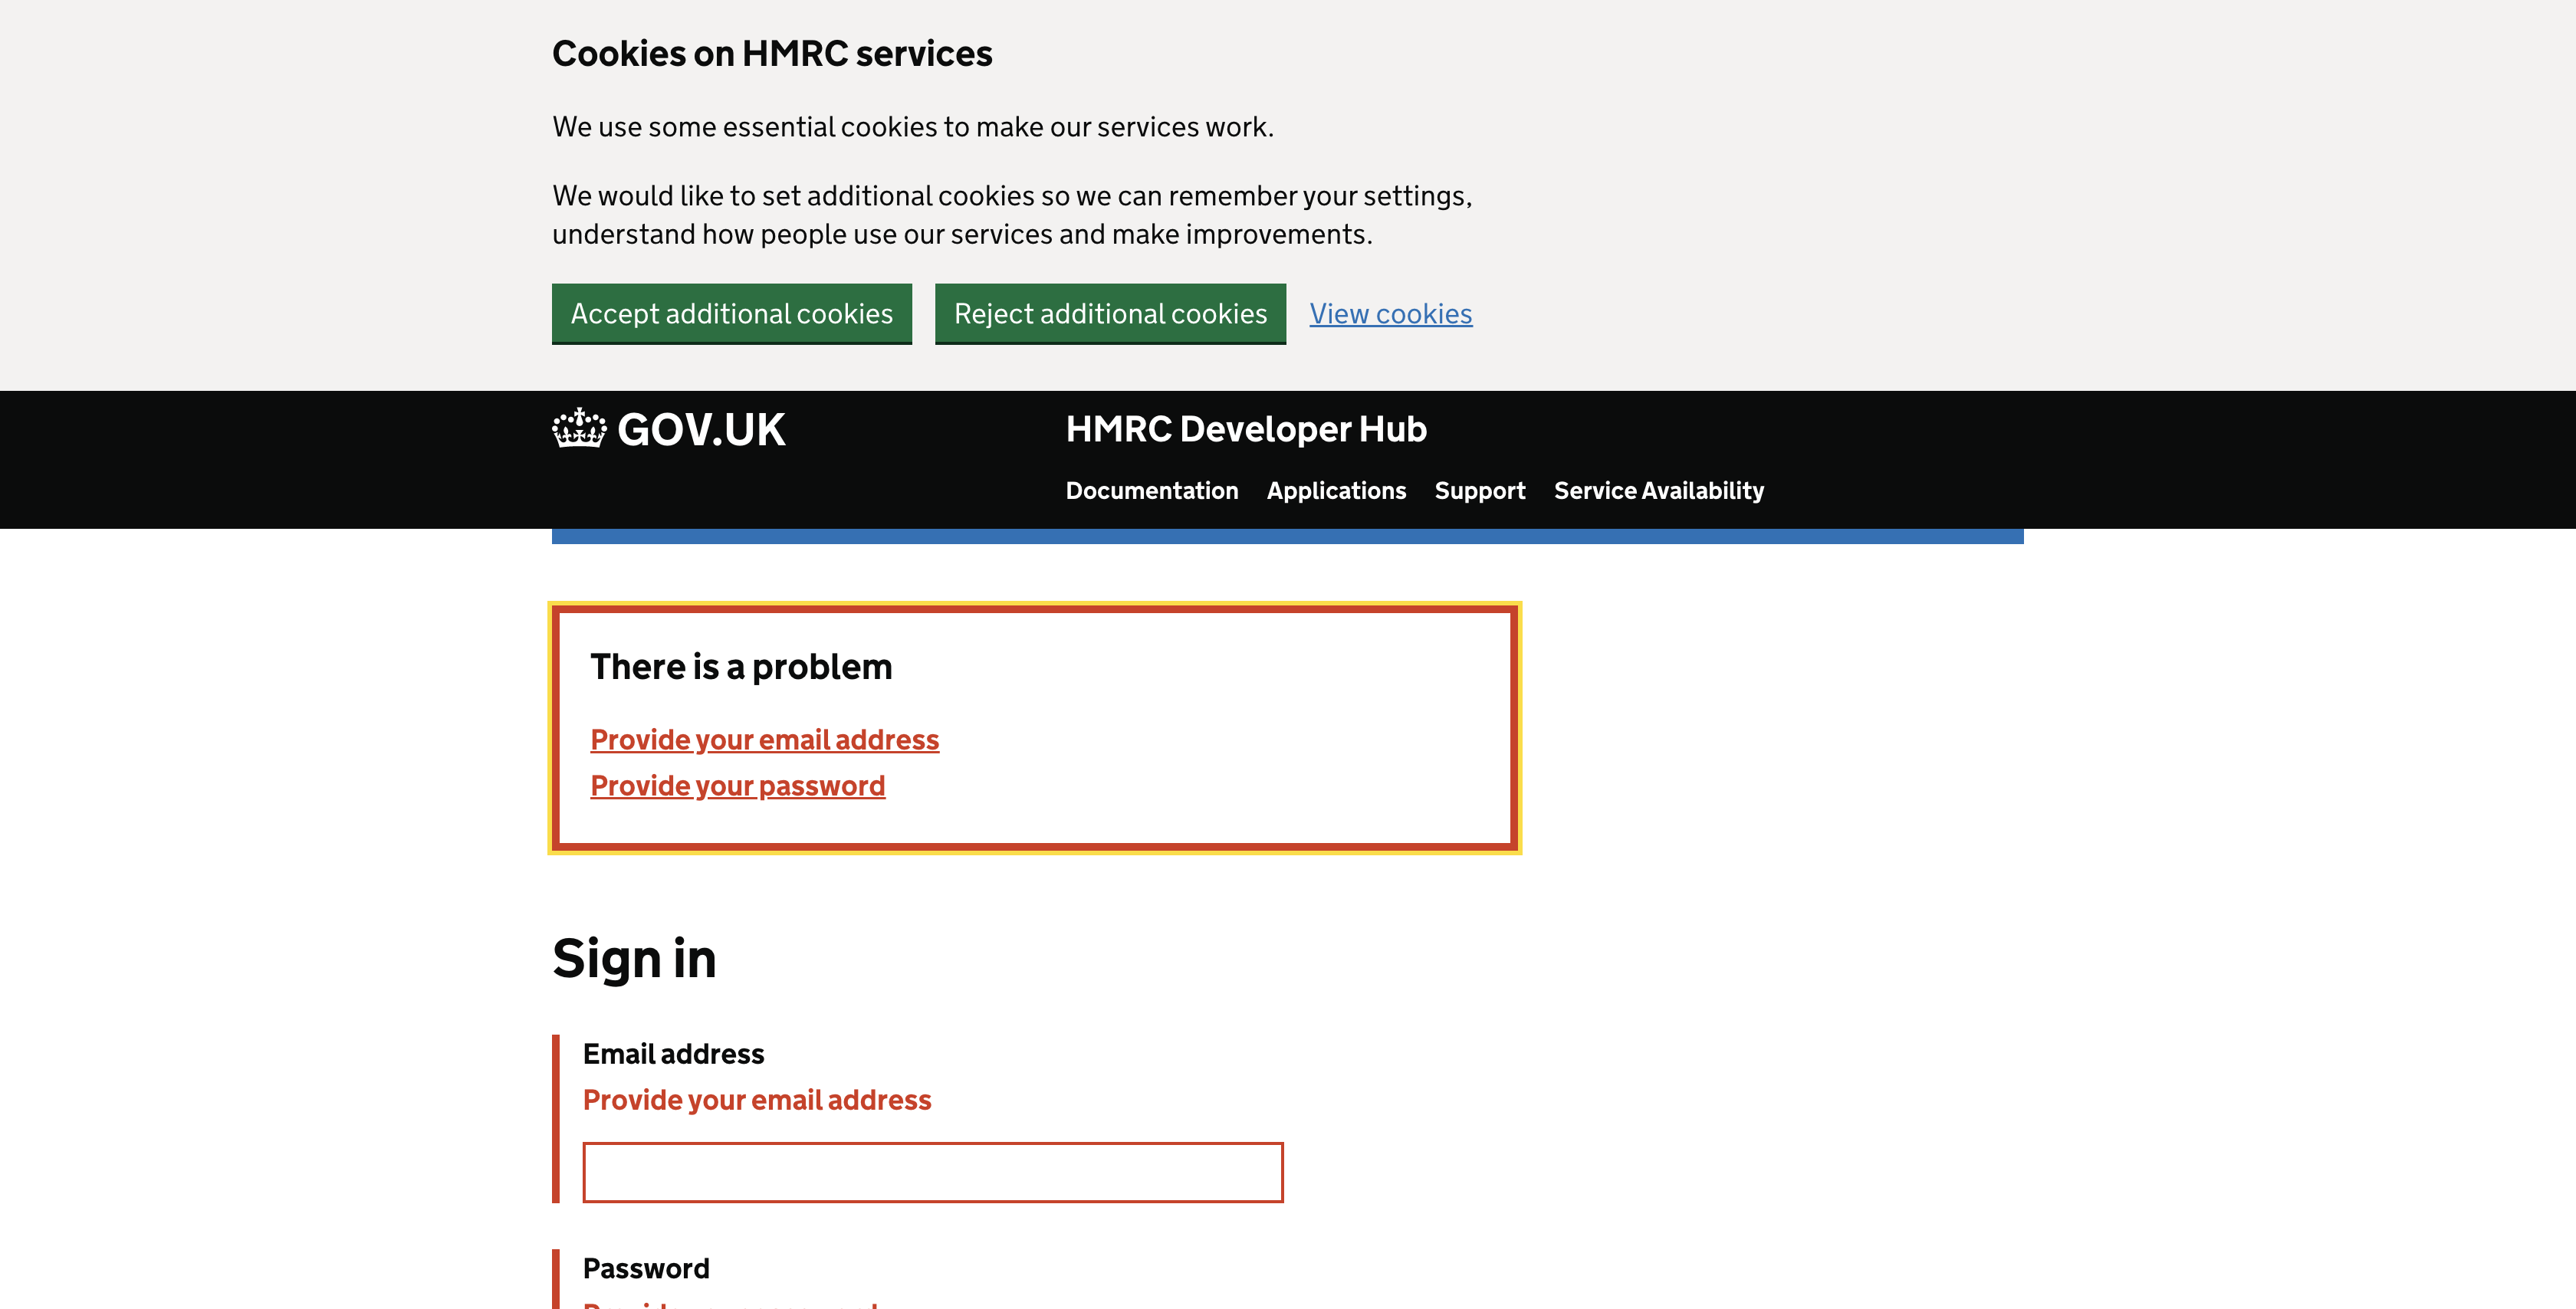 Cookies on HMRC services
We use some essential cookies to make our services work.
We would like to set additional cookies so we can remember your settings,
understand how people use our services and make improvements.
Accept additional cookies Reject additional cookies View cookies
GOV.UK HMRC Developer Hub
Documentation Applications Support Service Availability
There is a problem
Provide your email address
Provide your password
Sign in
Email address
Provide your email address
Password